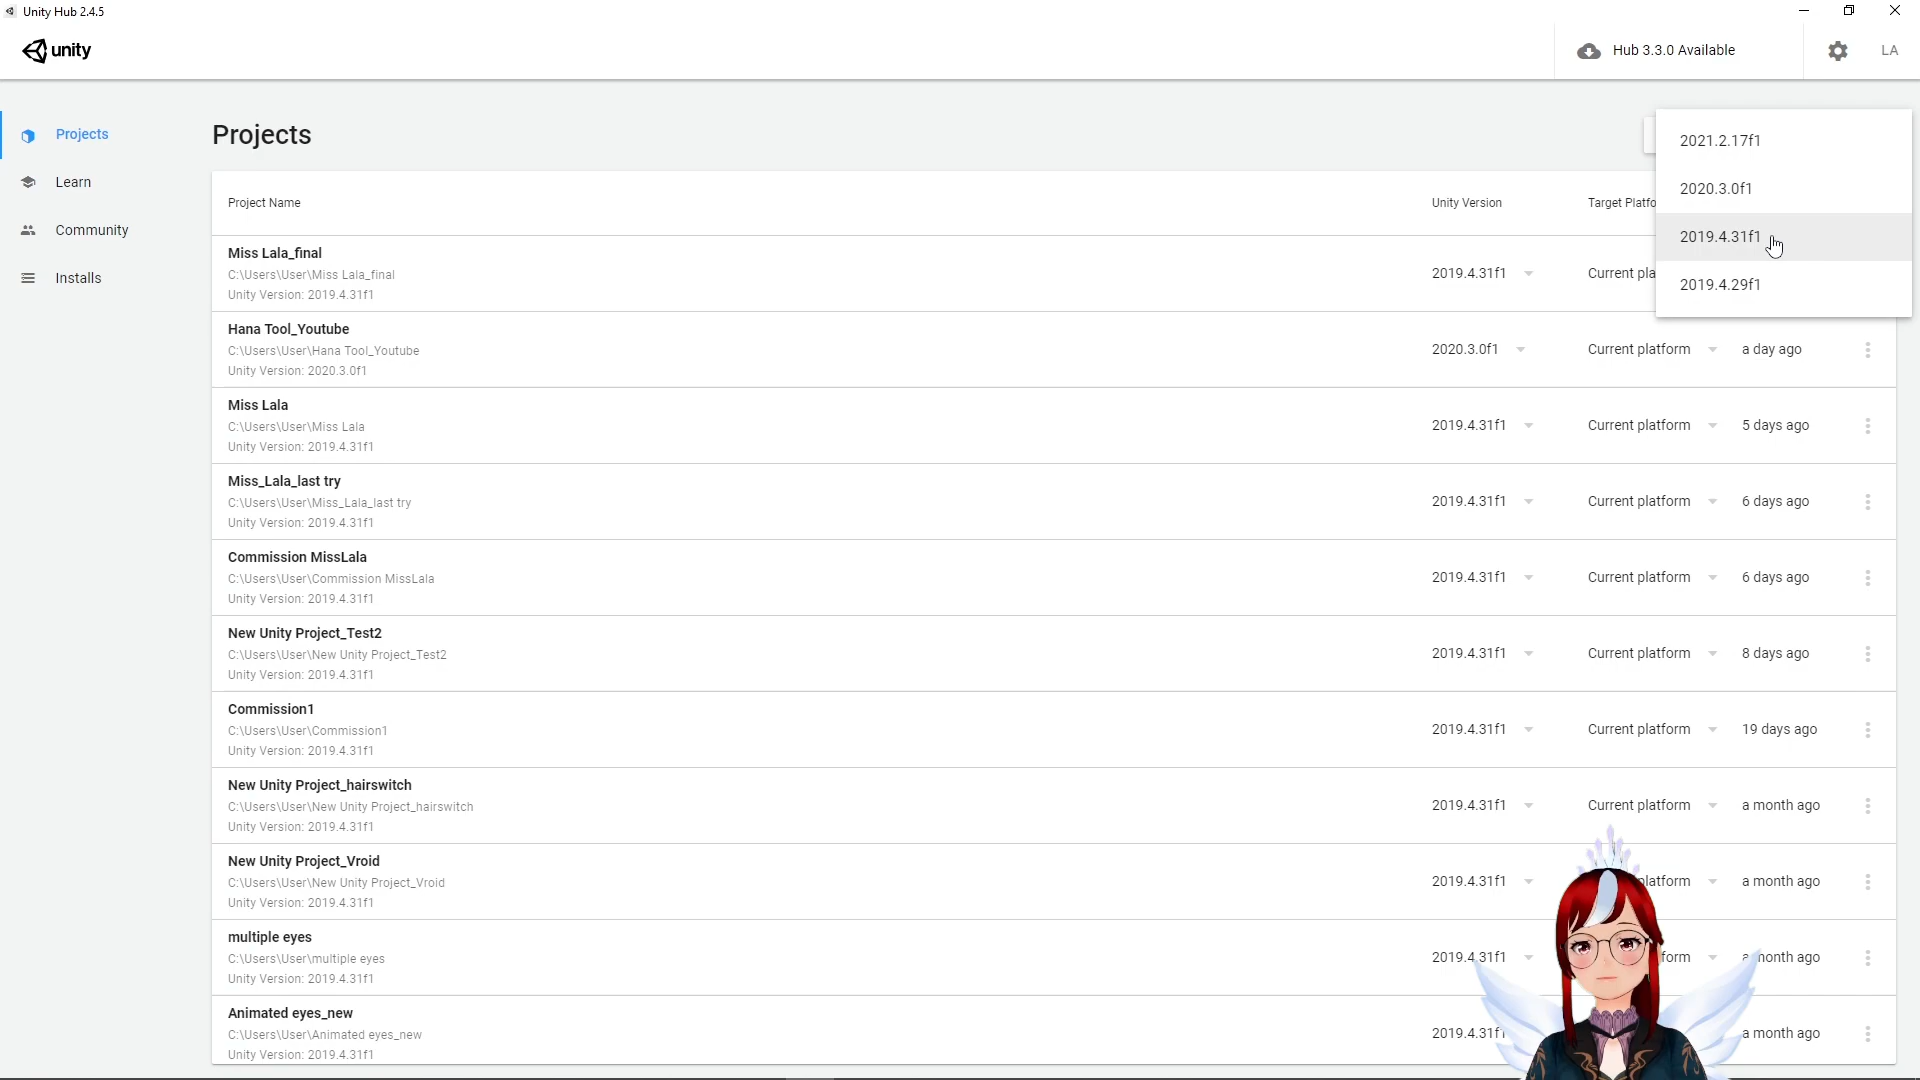 Unity Hub 2.4.5
unity
Hub 3.3.0 Available
LA
Projects
Learn
Community
Installs
Projects
2021.2.17f1
2020.3.0f1
2019.4.31f1
2019.4.29f1
Project Name
Unity Version
Target Platfo
Miss Lala_final
C:\Users\User\Miss Lala_final
Unity Version: 2019.4.31f1
2019.4.31f1
Current pla
Hana Tool_Youtube
C:\Users\User\Hana Tool_Youtube
Unity Version: 2020.3.0f1
2020.3.0f1
Current platform
a day ago
Miss Lala
C:\Users\User\Miss Lala
Unity Version: 2019.4.31f1
2019.4.31f1
Current platform
5 days ago
Miss_Lala_last try
C:\Users\User\Miss_Lala_last try
Unity Version: 2019.4.31f1
2019.4.31f1
Current platform
6 days ago
Commission MissLala
C:\Users\User\Commission MissLala
Unity Version: 2019.4.31f1
2019.4.31f1
Current platform
6 days ago
New Unity Project_Test2
C:\Users\User\New Unity Project_Test2
Unity Version: 2019.4.31f1
2019.4.31f1
Current platform
8 days ago
Commission1
C:\Users\User\Commission1
Unity Version: 2019.4.31f1
2019.4.31f1
Current platform
19 days ago
New Unity Project_hairswitch
C:\Users\User\New Unity Project_hairswitch
Unity Version: 2019.4.31f1
2019.4.31f1
Current platform
a month ago
New Unity Project_Vroid
C:\Users\User\New Unity Project_Vroid
Unity Version: 2019.4.31f1
2019.4.31f1
platform
a month ago
multiple eyes
C:\Users\User\multiple eyes
Unity Version: 2019.4.31f1
2019.4.31f1
form
a month ago
Animated eyes_new
C:\Users\User\Animated eyes_new
Unity Version: 2019.4.31f1
2019.4.31f1
a month ago